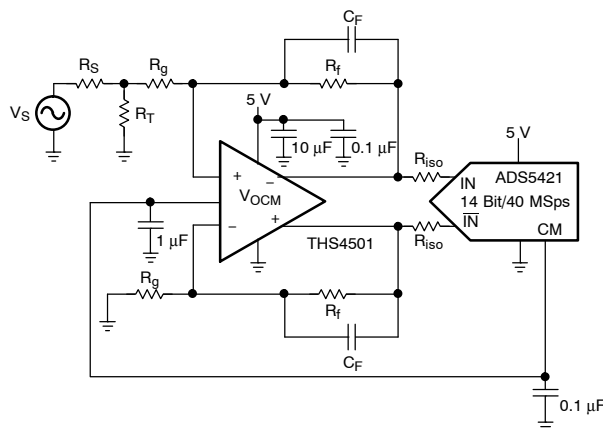 C_F
R_S
R_g
R_f
V_S
R_T
5 V
10 µF
0.1 µF
5 V
R_iso
+
−
V_OCM
IN
ADS5421
14 Bit/40 MSps
I̅N̅
CM
1 µF
−
+
THS4501
R_iso
R_g
R_f
C_F
0.1 µF